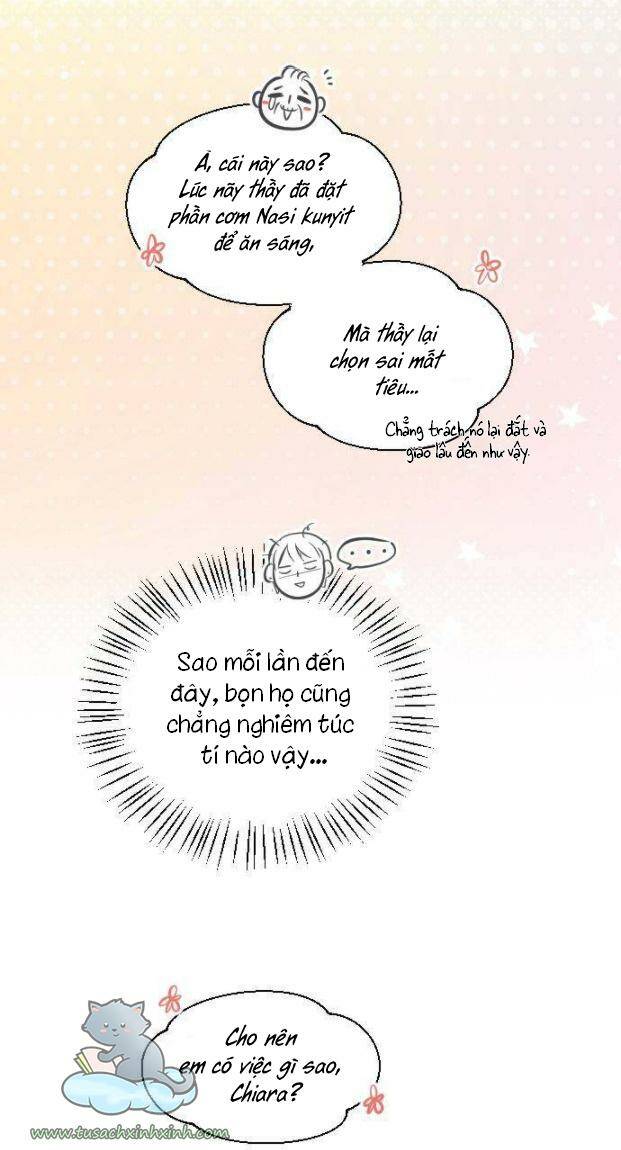 À, cái này sao?
Lúc nãy thầy đã đặt
phần cơm Nasi kunyit
để ăn sáng,
Mà thầy lại
chọn sai mất
tiêu...
Chẳng trách nó lại đắt và
giao lâu đến như vậy.
...
Sao mỗi lần đến
đây, bọn họ cũng
chẳng nghiêm túc
tí nào vậy...
Cho nên
em có việc gì sao,
Chiara?
www.tusachxinhxinh.com